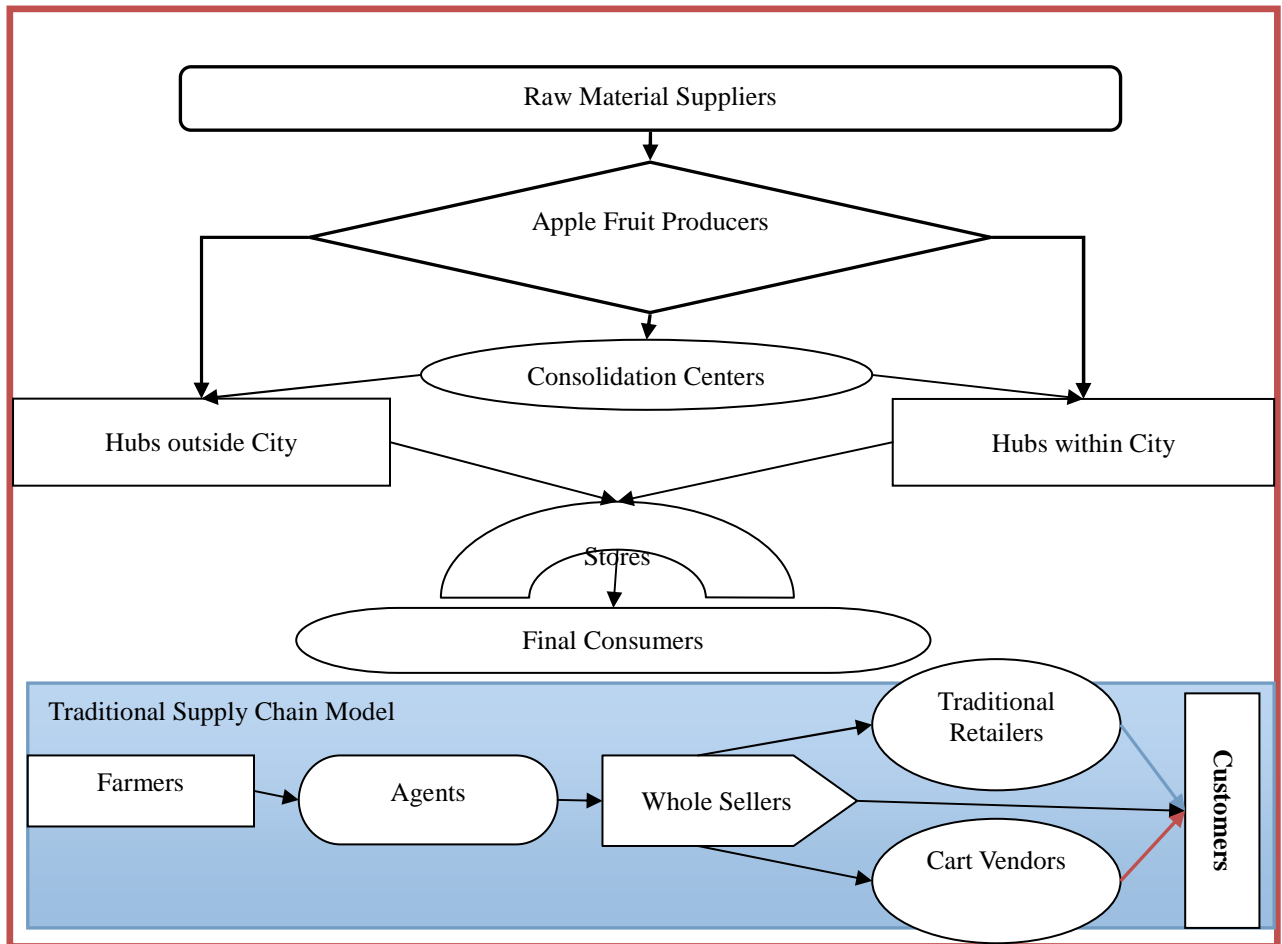 Raw Material Suppliers
Apple Fruit Producers
Consolidation Centers
Hubs outside City
Hubs within City
Stores
Final Consumers
Traditional Supply Chain Model
Traditional
Retailers
Farmers
Agents
Whole Sellers
Cart Vendors
Customers